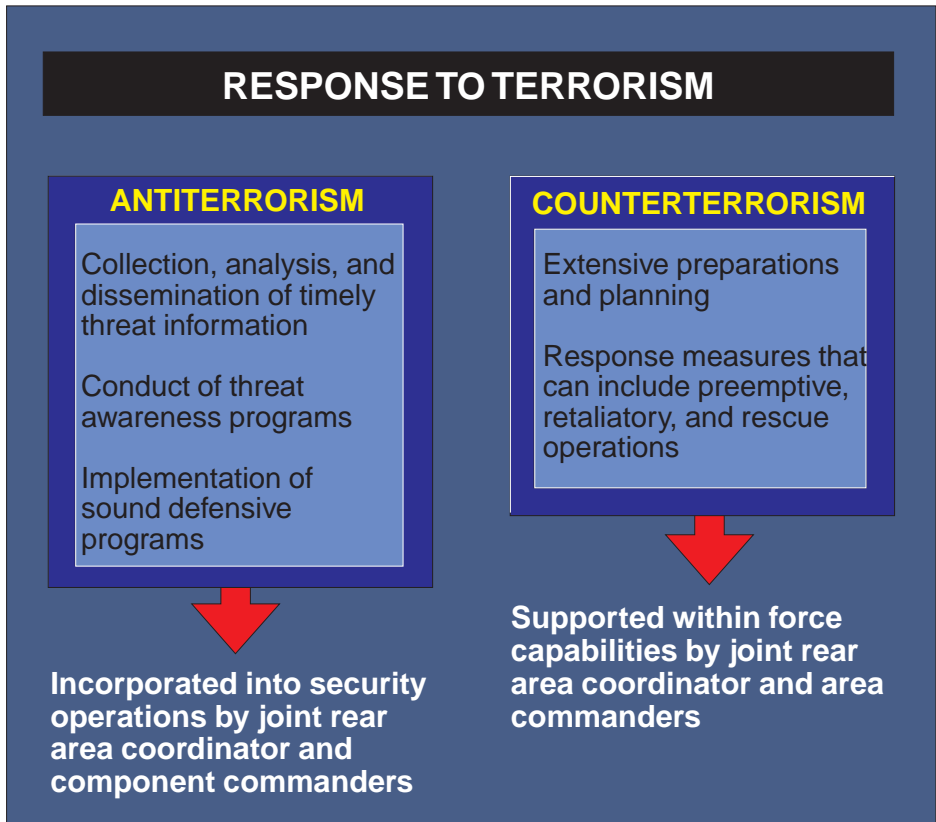 RESPONSE TO TERRORISM
ANTITERRORISM
Collection, analysis, and
dissemination of timely
threat information
Conduct of threat
awareness programs
Implementation of
sound defensive
programs
Incorporated into security
operations by joint rear
area coordinator and
component commanders
COUNTERTERRORISM
Extensive preparations
and planning
Response measures that
can include preemptive,
retaliatory, and rescue
operations
Supported within force
capabilities by joint rear
area coordinator and area
commanders